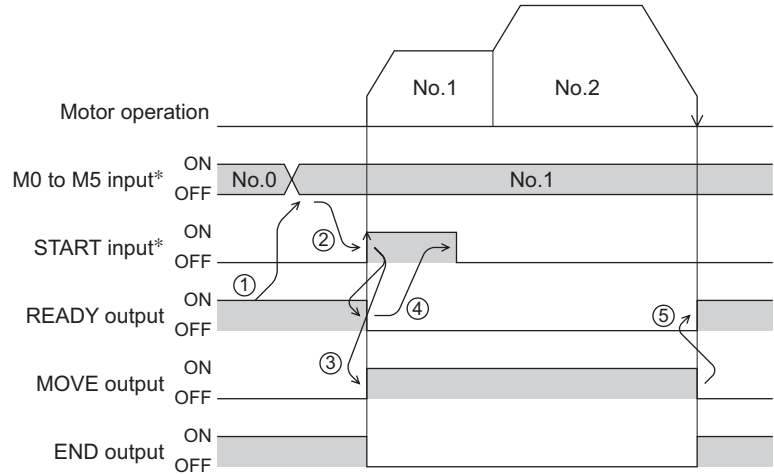 No.1
No.2
Motor operation
M0 to M5 input*
ON
OFF
No.0
No.1
START input*
ON
OFF
②
①
READY output
ON
OFF
④
⑤
③
MOVE output
ON
OFF
END output
ON
OFF